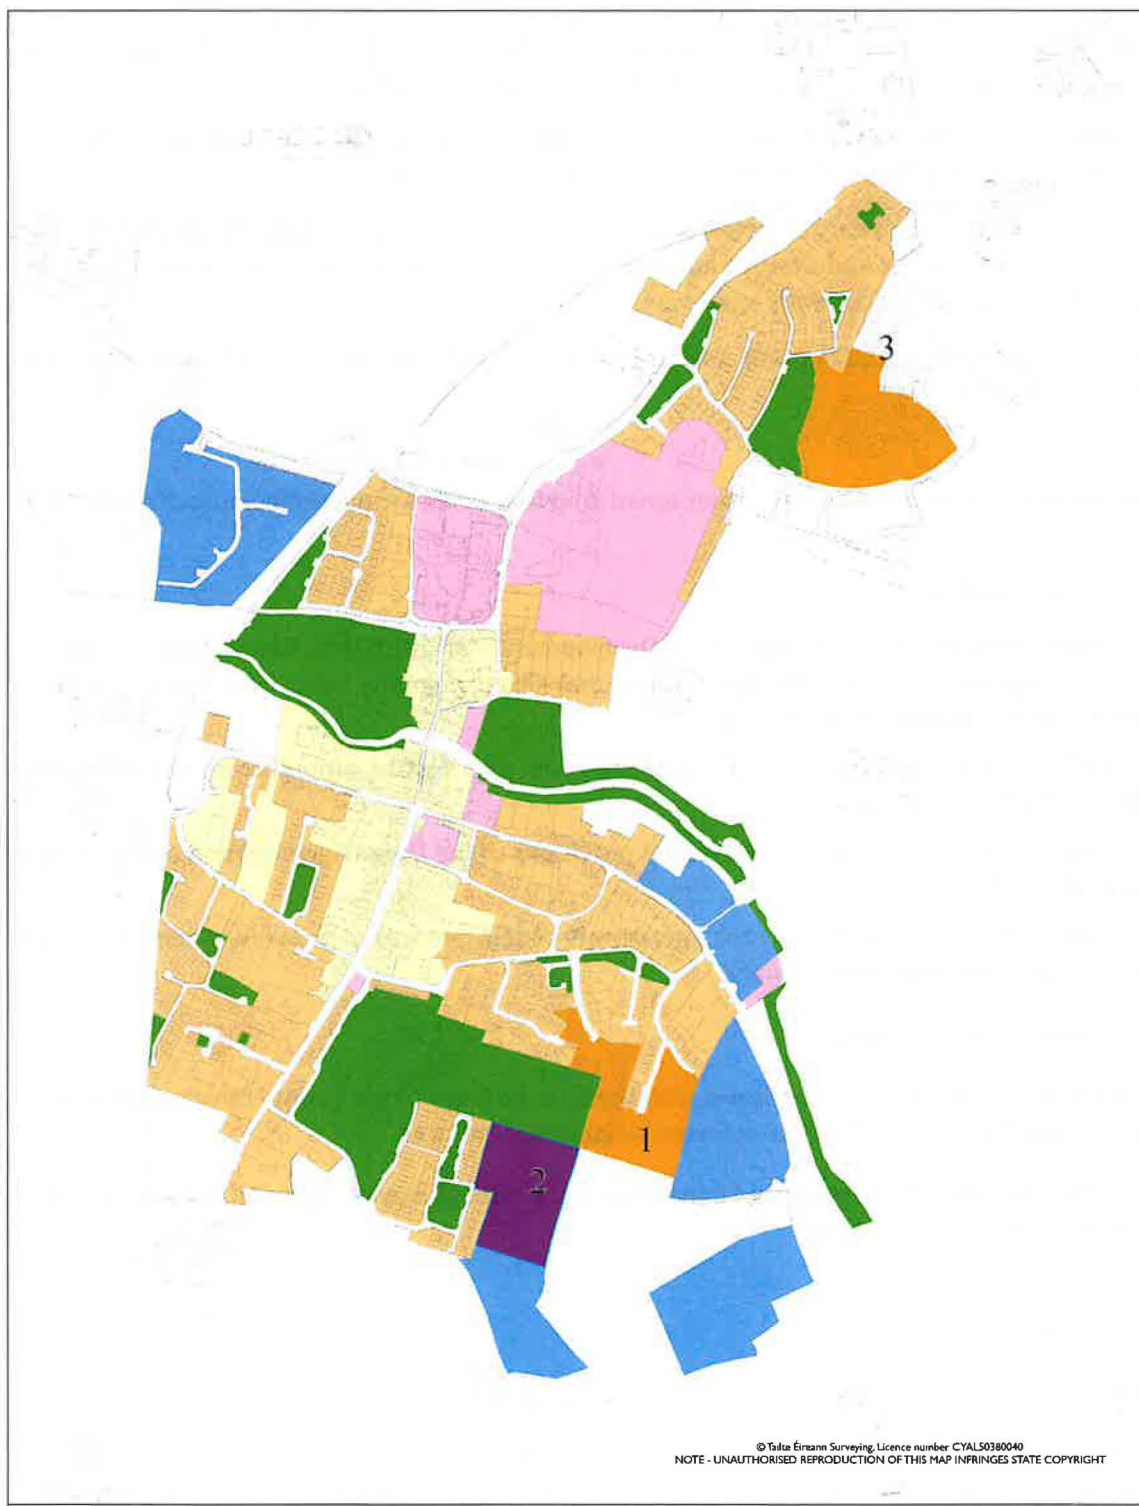 3
1
2
© Tailte Éireann Surveying. Licence number CYAL50380040
NOTE - UNAUTHORISED REPRODUCTION OF THIS MAP INFRINGES STATE COPYRIGHT